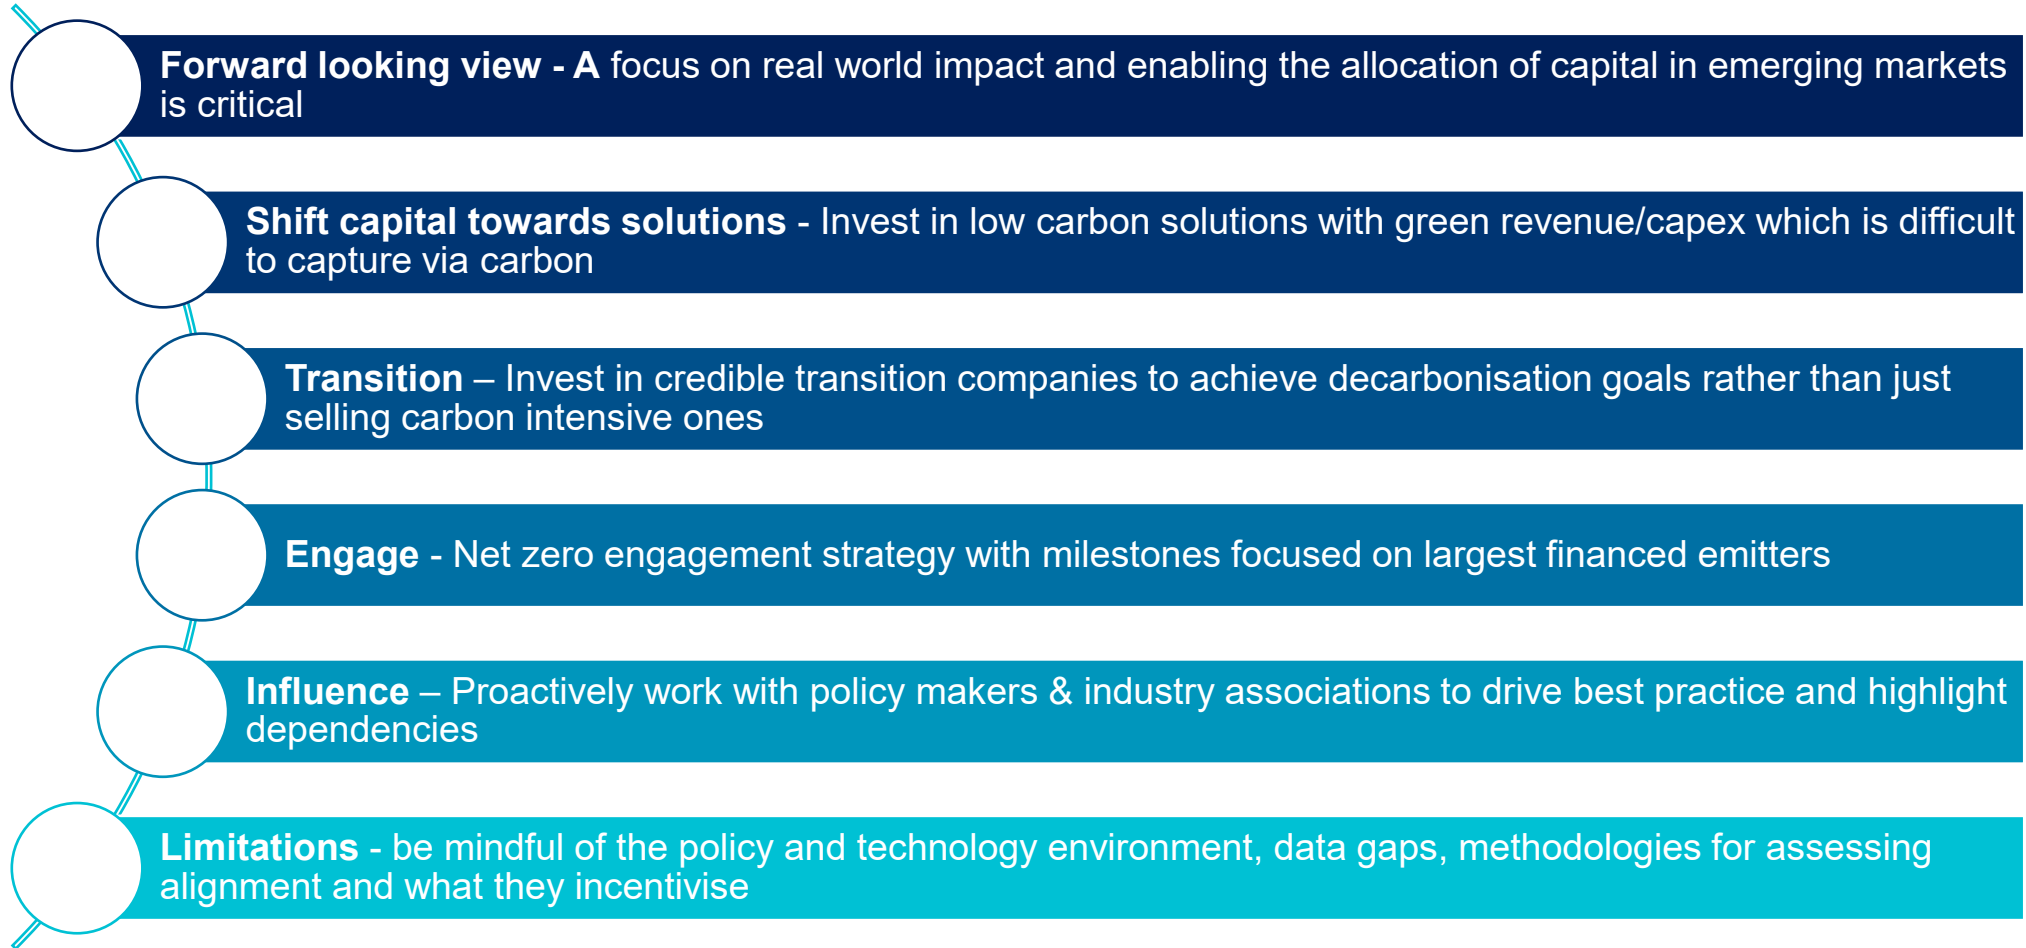 Forward looking view - A focus on real world impact and enabling the allocation of capital in emerging markets
is critical
Shift capital towards solutions - Invest in low carbon solutions with green revenue/capex which is difficult
to capture via carbon
Transition – Invest in credible transition companies to achieve decarbonisation goals rather than just
selling carbon intensive ones
Engage - Net zero engagement strategy with milestones focused on largest financed emitters
Influence – Proactively work with policy makers & industry associations to drive best practice and highlight
dependencies
Limitations - be mindful of the policy and technology environment, data gaps, methodologies for assessing
alignment and what they incentivise